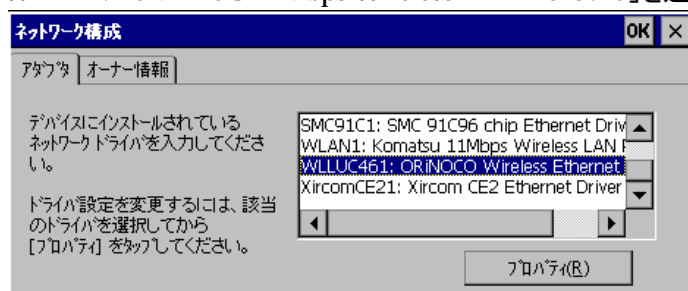 ネットワーク構成
OK ×
アダプタ オーナー情報
デバイスにインストールされている
ネットワーク ドライバを入力してくださ
い。
ドライバ設定を変更するには、該当
のドライバを選択してから
[プロパティ] をタップしてください。
SMC91C1: SMC 91C96 chip Ethernet Driv
WLAN1: Komatsu 11Mbps Wireless LAN
WLLUC461: ORiNOCO Wireless Ethernet
XircomCE21: Xircom CE2 Ethernet Driver
プロパティ(R)